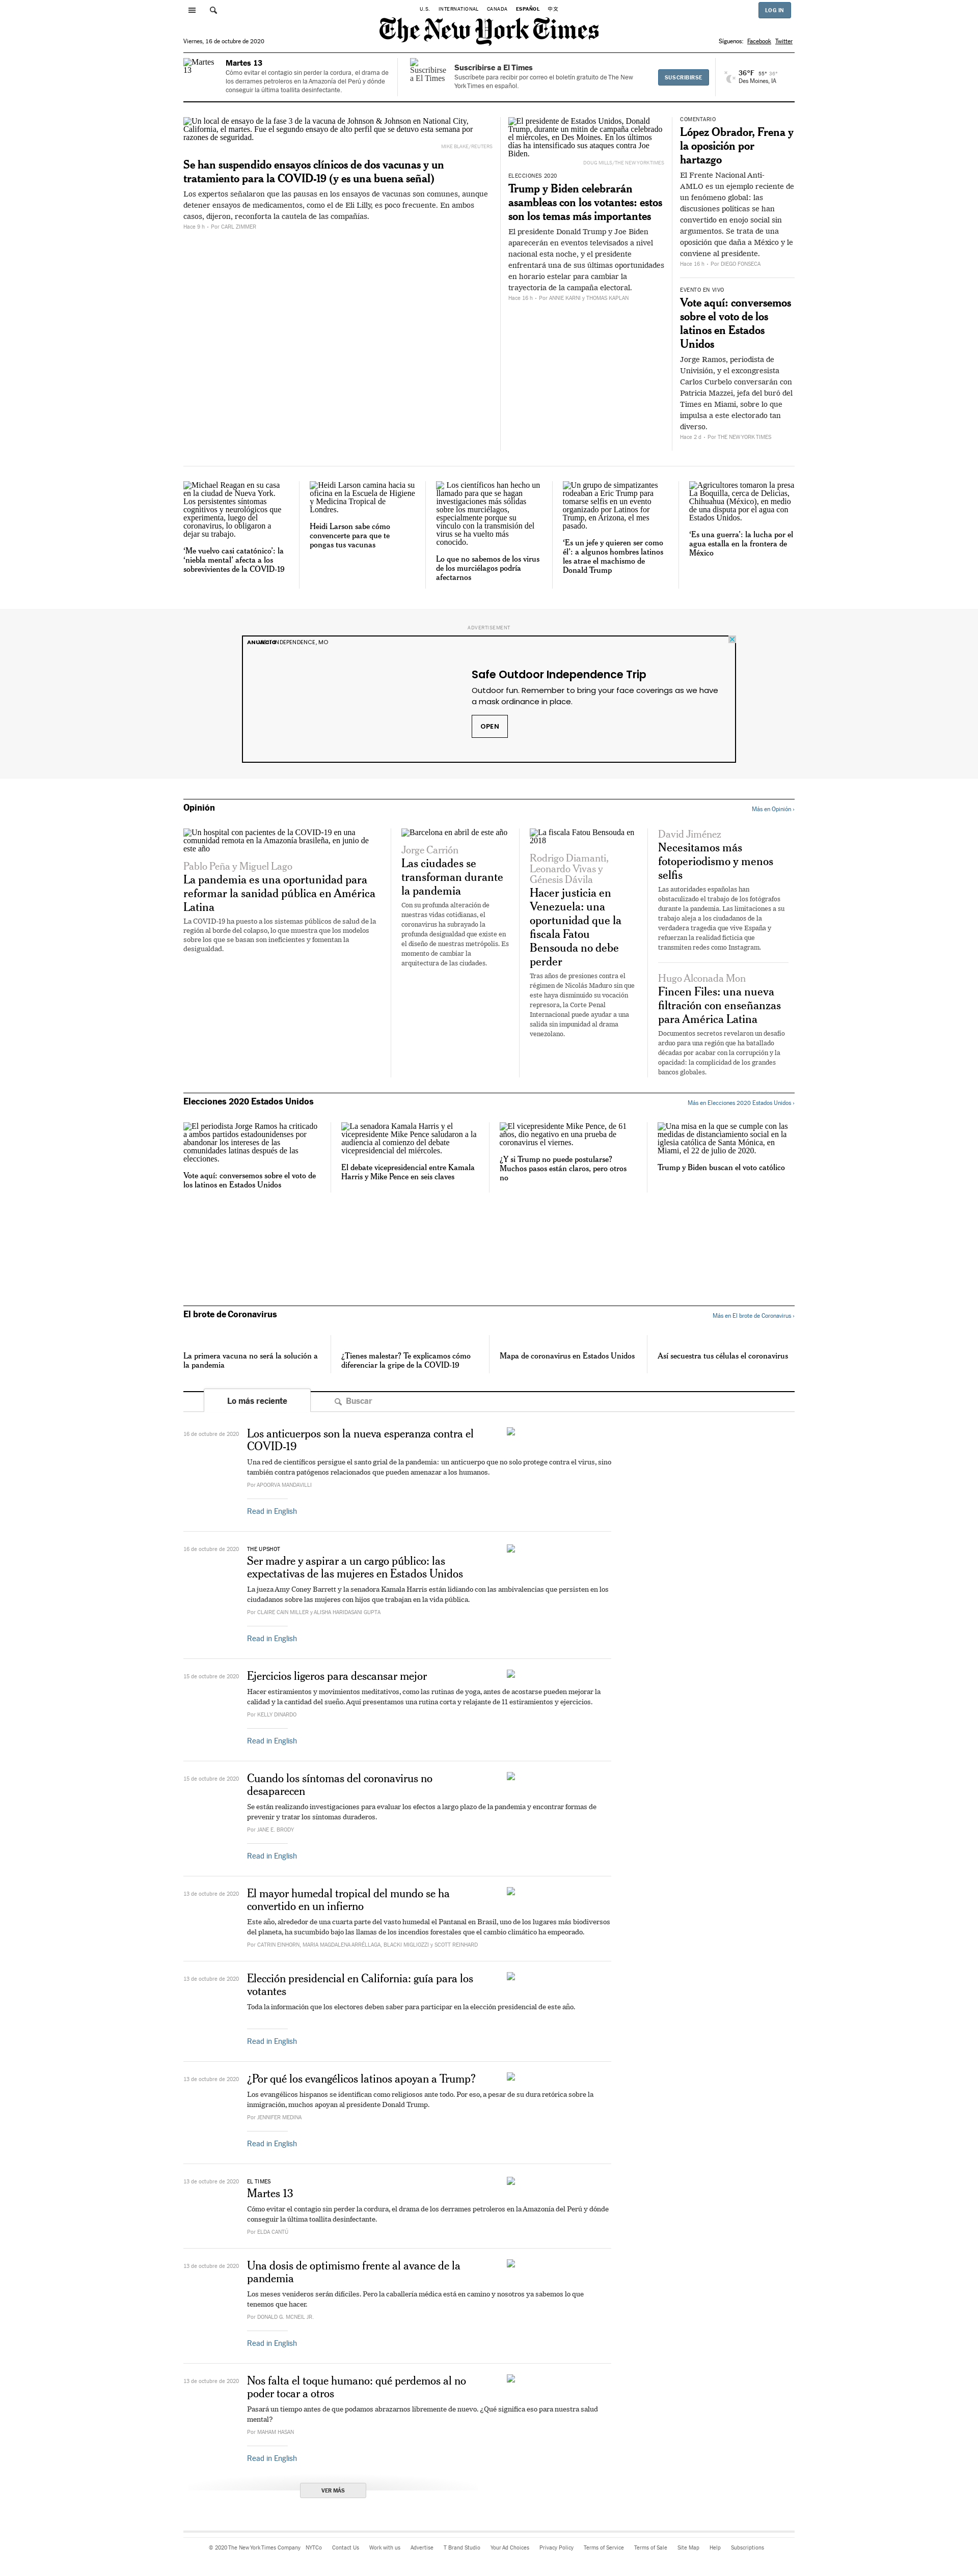 U.S. INTERNATIONAL CANADA ESPAÑOL 中文
LOG IN
The New York Times
Viernes, 16 de octubre de 2020
Síguenos: Facebook Twitter
Martes 13
Martes 13
Cómo evitar el contagio sin perder la cordura, el drama de
los derrames petroleros en la Amazonía del Perú y dónde
conseguir la última toallita desinfectante.
Suscribirse
a El Times
Suscribirse a El Times
Suscríbete para recibir por correo el boletín gratuito de The New
York Times en español.
SUSCRIBIRSE
36°F 55° 35°
Des Moines, IA
Un local de ensayo de la fase 3 de la vacuna de Johnson & Johnson en National City,
California, el martes. Fue el segundo ensayo de alto perfil que se detuvo esta semana por
razones de seguridad.
MIKE BLAKE/REUTERS
Se han suspendido ensayos clínicos de dos vacunas y un
tratamiento para la COVID-19 (y es una buena señal)
Los expertos señalaron que las pausas en los ensayos de vacunas son comunes, aunque
detener ensayos de medicamentos, como el de Eli Lilly, es poco frecuente. En ambos
casos, dijeron, reconforta la cautela de las compañías.
Hace 9 h - Por CARL ZIMMER
El presidente de Estados Unidos, Donald
Trump, durante un mitin de campaña celebrado
el miércoles, en Des Moines. En los últimos
días ha intensificado sus ataques contra Joe
Biden.
DOUG MILLS/THE NEW YORK TIMES
ELECCIONES 2020
Trump y Biden celebrarán
asambleas con los votantes: estos
son los temas más importantes
El presidente Donald Trump y Joe Biden
aparecerán en eventos televisados a nivel
nacional esta noche, y el presidente
enfrentará una de sus últimas oportunidades
en horario estelar para cambiar la
trayectoria de la campaña electoral.
Hace 16 h - Por ANNIE KARNI y THOMAS KAPLAN
COMENTARIO
López Obrador, Frena y
la oposición por
hartazgo
El Frente Nacional Anti-
AMLO es un ejemplo reciente de
un fenómeno global: las
discusiones políticas se han
convertido en enojo social sin
argumentos. Se trata de una
oposición que daña a México y le
conviene al presidente.
Hace 16 h - Por DIEGO FONSECA
EVENTO EN VIVO
Vote aquí: conversemos
sobre el voto de los
latinos en Estados
Unidos
Jorge Ramos, periodista de
Univisión, y el excongresista
Carlos Curbelo conversarán con
Patricia Mazzei, jefa del buró del
Times en Miami, sobre lo que
impulsa a este electorado tan
diverso.
Hace 2 d - Por THE NEW YORK TIMES
Michael Reagan en su casa
en la ciudad de Nueva York.
Los persistentes síntomas
cognitivos y neurológicos que
experimenta, luego del
coronavirus, lo obligaron a
dejar su trabajo.
‘Me vuelvo casi catatónico’: la
‘niebla mental’ afecta a los
sobrevivientes de la COVID-19
Heidi Larson camina hacia su
oficina en la Escuela de Higiene
y Medicina Tropical de
Londres.
Heidi Larson sabe cómo
convencerte para que te
pongas tus vacunas
Los científicos han hecho un
llamado para que se hagan
investigaciones más sólidas
sobre los murciélagos,
especialmente porque su
vínculo con la transmisión del
virus se ha vuelto más
conocido.
Lo que no sabemos de los virus
de los murciélagos podría
afectarnos
Un grupo de simpatizantes
rodeaban a Eric Trump para
tomarse selfis en un evento
organizado por Latinos for
Trump, en Arizona, el mes
pasado.
‘Es un jefe y quieren ser como
él’: a algunos hombres latinos
les atrae el machismo de
Donald Trump
Agricultores tomaron la presa
La Boquilla, cerca de Delicias,
Chihuahua (México), en medio
de una disputa por el agua con
Estados Unidos.
‘Es una guerra’: la lucha por el
agua estalla en la frontera de
México
ADVERTISEMENT
ANUNCIO INDEPENDENCE, MO
Safe Outdoor Independence Trip
Outdoor fun. Remember to bring your face coverings as we have
a mask ordinance in place.
OPEN
Opinión
Más en Opinión ›
Un hospital con pacientes de la COVID-19 en una
comunidad remota en la Amazonía brasileña, en junio de
este año
Pablo Peña y Miguel Lago
La pandemia es una oportunidad para
reformar la sanidad pública en América
Latina
La COVID-19 ha puesto a los sistemas públicos de salud de la
región al borde del colapso, lo que muestra que los modelos
sobre los que se basan son ineficientes y fomentan la
desigualdad.
Barcelona en abril de este año
Jorge Carrión
Las ciudades se
transforman durante
la pandemia
Con su profunda alteración de
nuestras vidas cotidianas, el
coronavirus ha subrayado la
profunda desigualdad que existe en
el diseño de nuestras metrópolis. Es
momento de cambiar la
arquitectura de las ciudades.
La fiscala Fatou Bensouda en
2018
Rodrigo Diamanti,
Leonardo Vivas y
Génesis Dávila
Hacer justicia en
Venezuela: una
oportunidad que la
fiscala Fatou
Bensouda no debe
perder
Tras años de presiones contra el
régimen de Nicolás Maduro sin que
este haya disminuido su vocación
represora, la Corte Penal
Internacional puede ayudar a una
salida sin impunidad al drama
venezolano.
David Jiménez
Necesitamos más
fotoperiodismo y menos
selfis
Las autoridades españolas han
obstaculizado el trabajo de los fotógrafos
durante la pandemia. Las limitaciones a su
trabajo aleja a los ciudadanos de la
verdadera tragedia que vive España y
refuerzan la realidad ficticia que
transmiten redes como Instagram.
Hugo Alconada Mon
Fincen Files: una nueva
filtración con enseñanzas
para América Latina
Documentos secretos revelaron un desafío
arduo para una región que ha batallado
décadas por acabar con la corrupción y la
opacidad: la complicidad de los grandes
bancos globales.
Elecciones 2020 Estados Unidos
Más en Elecciones 2020 Estados Unidos ›
El periodista Jorge Ramos ha criticado
a ambos partidos estadounidenses por
abandonar los intereses de las
comunidades latinas después de las
elecciones.
Vote aquí: conversemos sobre el voto de
los latinos en Estados Unidos
La senadora Kamala Harris y el
vicepresidente Mike Pence saludaron a la
audiencia al comienzo del debate
vicepresidencial del miércoles.
El debate vicepresidencial entre Kamala
Harris y Mike Pence en seis claves
El vicepresidente Mike Pence, de 61
años, dio negativo en una prueba de
coronavirus el viernes.
¿Y si Trump no puede postularse?
Muchos pasos están claros, pero otros
no
Una misa en la que se cumple con las
medidas de distanciamiento social en la
iglesia católica de Santa Mónica, en
Miami, el 22 de julio de 2020.
Trump y Biden buscan el voto católico
El brote de Coronavirus
Más en El brote de Coronavirus ›
La primera vacuna no será la solución a
la pandemia
¿Tienes malestar? Te explicamos cómo
diferenciar la gripe de la COVID-19
Mapa de coronavirus en Estados Unidos
Así secuestra tus células el coronavirus
Lo más reciente
Buscar
16 de octubre de 2020
Los anticuerpos son la nueva esperanza contra el
COVID-19
Una red de científicos persigue el santo grial de la pandemia: un anticuerpo que no solo protege contra el virus, sino
también contra patógenos relacionados que pueden amenazar a los humanos.
Por APOORVA MANDAVILLI
Read in English
16 de octubre de 2020
THE UPSHOT
Ser madre y aspirar a un cargo público: las
expectativas de las mujeres en Estados Unidos
La jueza Amy Coney Barrett y la senadora Kamala Harris están lidiando con las ambivalencias que persisten en los
ciudadanos sobre las mujeres con hijos que trabajan en la vida pública.
Por CLAIRE CAIN MILLER y ALISHA HARIDASANI GUPTA
Read in English
15 de octubre de 2020
Ejercicios ligeros para descansar mejor
Hacer estiramientos y movimientos meditativos, como las rutinas de yoga, antes de acostarse pueden mejorar la
calidad y la cantidad del sueño. Aquí presentamos una rutina corta y relajante de 11 estiramientos y ejercicios.
Por KELLY DINARDO
Read in English
15 de octubre de 2020
Cuando los síntomas del coronavirus no
desaparecen
Se están realizando investigaciones para evaluar los efectos a largo plazo de la pandemia y encontrar formas de
prevenir y tratar los síntomas duraderos.
Por JANE E. BRODY
Read in English
13 de octubre de 2020
El mayor humedal tropical del mundo se ha
convertido en un infierno
Este año, alrededor de una cuarta parte del vasto humedal el Pantanal en Brasil, uno de los lugares más biodiversos
del planeta, ha sucumbido bajo las llamas de los incendios forestales que el cambio climático ha empeorado.
Por CATRIN EINHORN, MARIA MAGDALENA ARRÉLLAGA, BLACKI MIGLIOZZI y SCOTT REINHARD
13 de octubre de 2020
Elección presidencial en California: guía para los
votantes
Toda la información que los electores deben saber para participar en la elección presidencial de este año.
Read in English
13 de octubre de 2020
¿Por qué los evangélicos latinos apoyan a Trump?
Los evangélicos hispanos se identifican como religiosos ante todo. Por eso, a pesar de su dura retórica sobre la
inmigración, muchos apoyan al presidente Donald Trump.
Por JENNIFER MEDINA
Read in English
13 de octubre de 2020
EL TIMES
Martes 13
Cómo evitar el contagio sin perder la cordura, el drama de los derrames petroleros en la Amazonía del Perú y dónde
conseguir la última toallita desinfectante.
Por ELDA CANTÚ
13 de octubre de 2020
Una dosis de optimismo frente al avance de la
pandemia
Los meses venideros serán difíciles. Pero la caballería médica está en camino y nosotros ya sabemos lo que
tenemos que hacer.
Por DONALD G. MCNEIL JR.
Read in English
13 de octubre de 2020
Nos falta el toque humano: qué perdemos al no
poder tocar a otros
Pasará un tiempo antes de que podamos abrazarnos libremente de nuevo. ¿Qué significa eso para nuestra salud
mental?
Por MAHAM HASAN
Read in English
VER MÁS
© 2020 The New York Times Company NYTCo Contact Us Work with us Advertise T Brand Studio Your Ad Choices Privacy Policy Terms of Service Terms of Sale Site Map Help Subscriptions